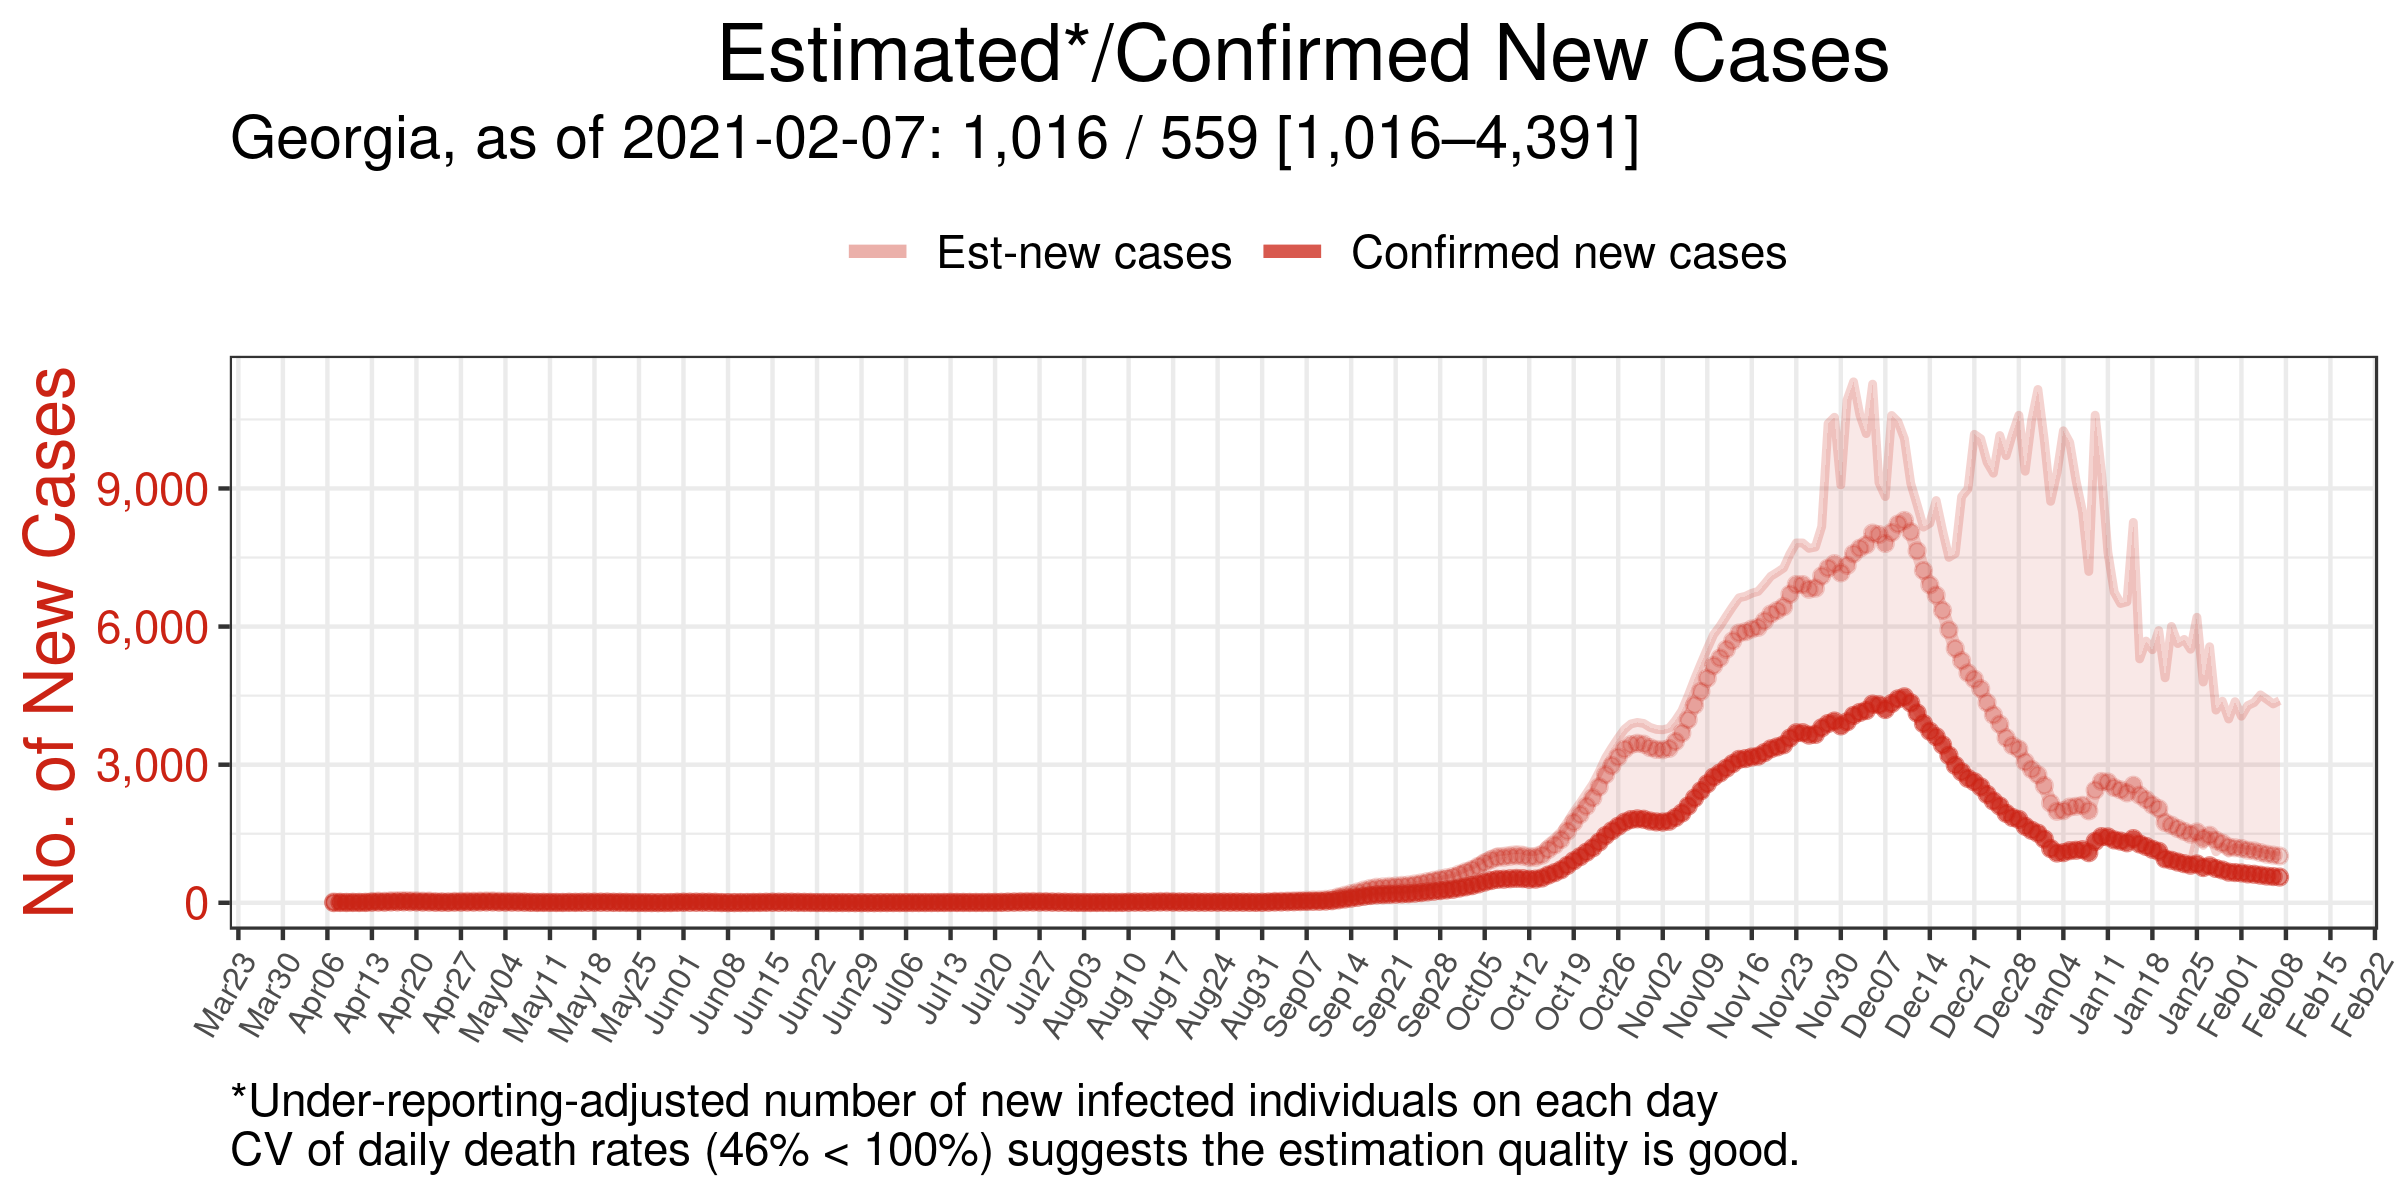 Estimated*/Confirmed New Cases
Georgia, as of 2021-02-07: 1,016 / 559 [1,016–4,391]
Est-new cases
Confirmed new cases
No. of New Cases
9,000
6,000
3,000
0
Mar23
Mar30
Apr06
Apr13
Apr20
Apr27
May04
May11
May18
May25
Jun01
Jun08
Jun15
Jun22
Jun29
Jul06
Jul13
Jul20
Jul27
Aug03
Aug10
Aug17
Aug24
Aug31
Sep07
Sep14
Sep21
Sep28
Oct05
Oct12
Oct19
Oct26
Nov02
Nov09
Nov16
Nov23
Nov30
Dec07
Dec14
Dec21
Dec28
Jan04
Jan11
Jan18
Jan25
Feb01
Feb08
Feb15
Feb22
*Under-reporting-adjusted number of new infected individuals on each day
CV of daily death rates (46% < 100%) suggests the estimation quality is good.